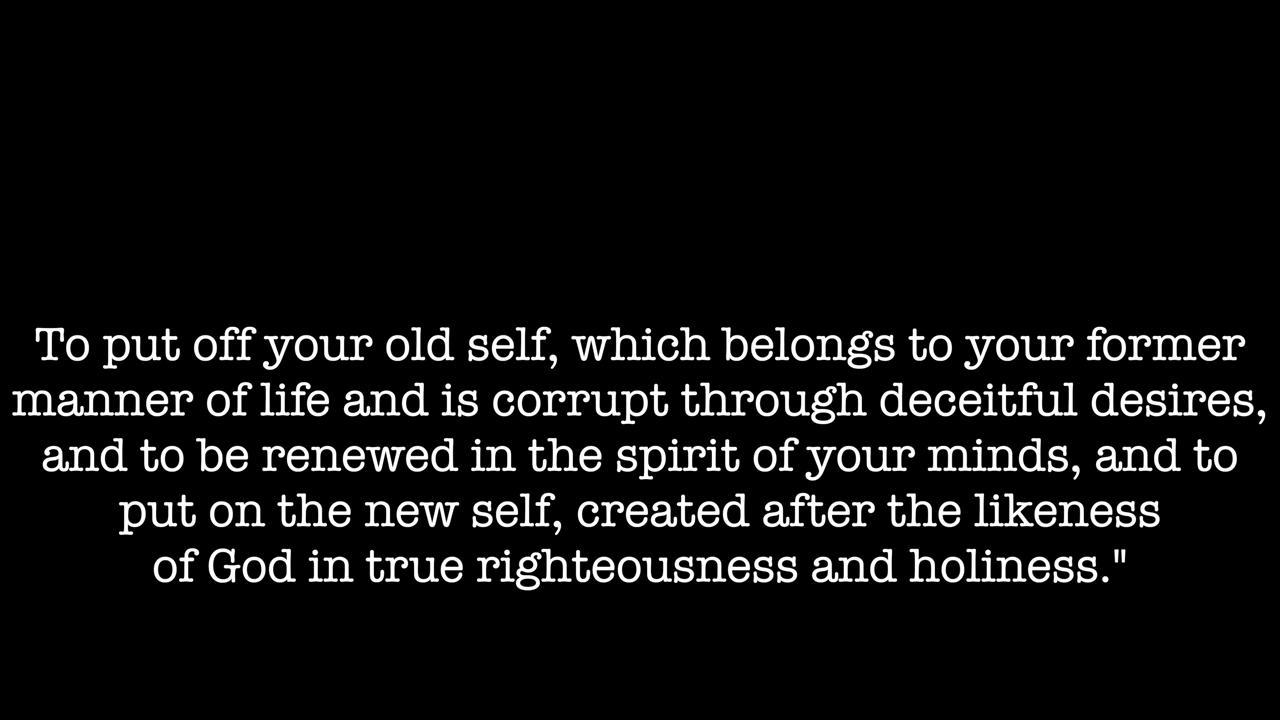 To put off your old self, which belongs to your former
manner of life and is corrupt through deceitful desires,
and to be renewed in the spirit of your minds, and to
put on the new self, created after the likeness
of God in true righteousness and holiness."